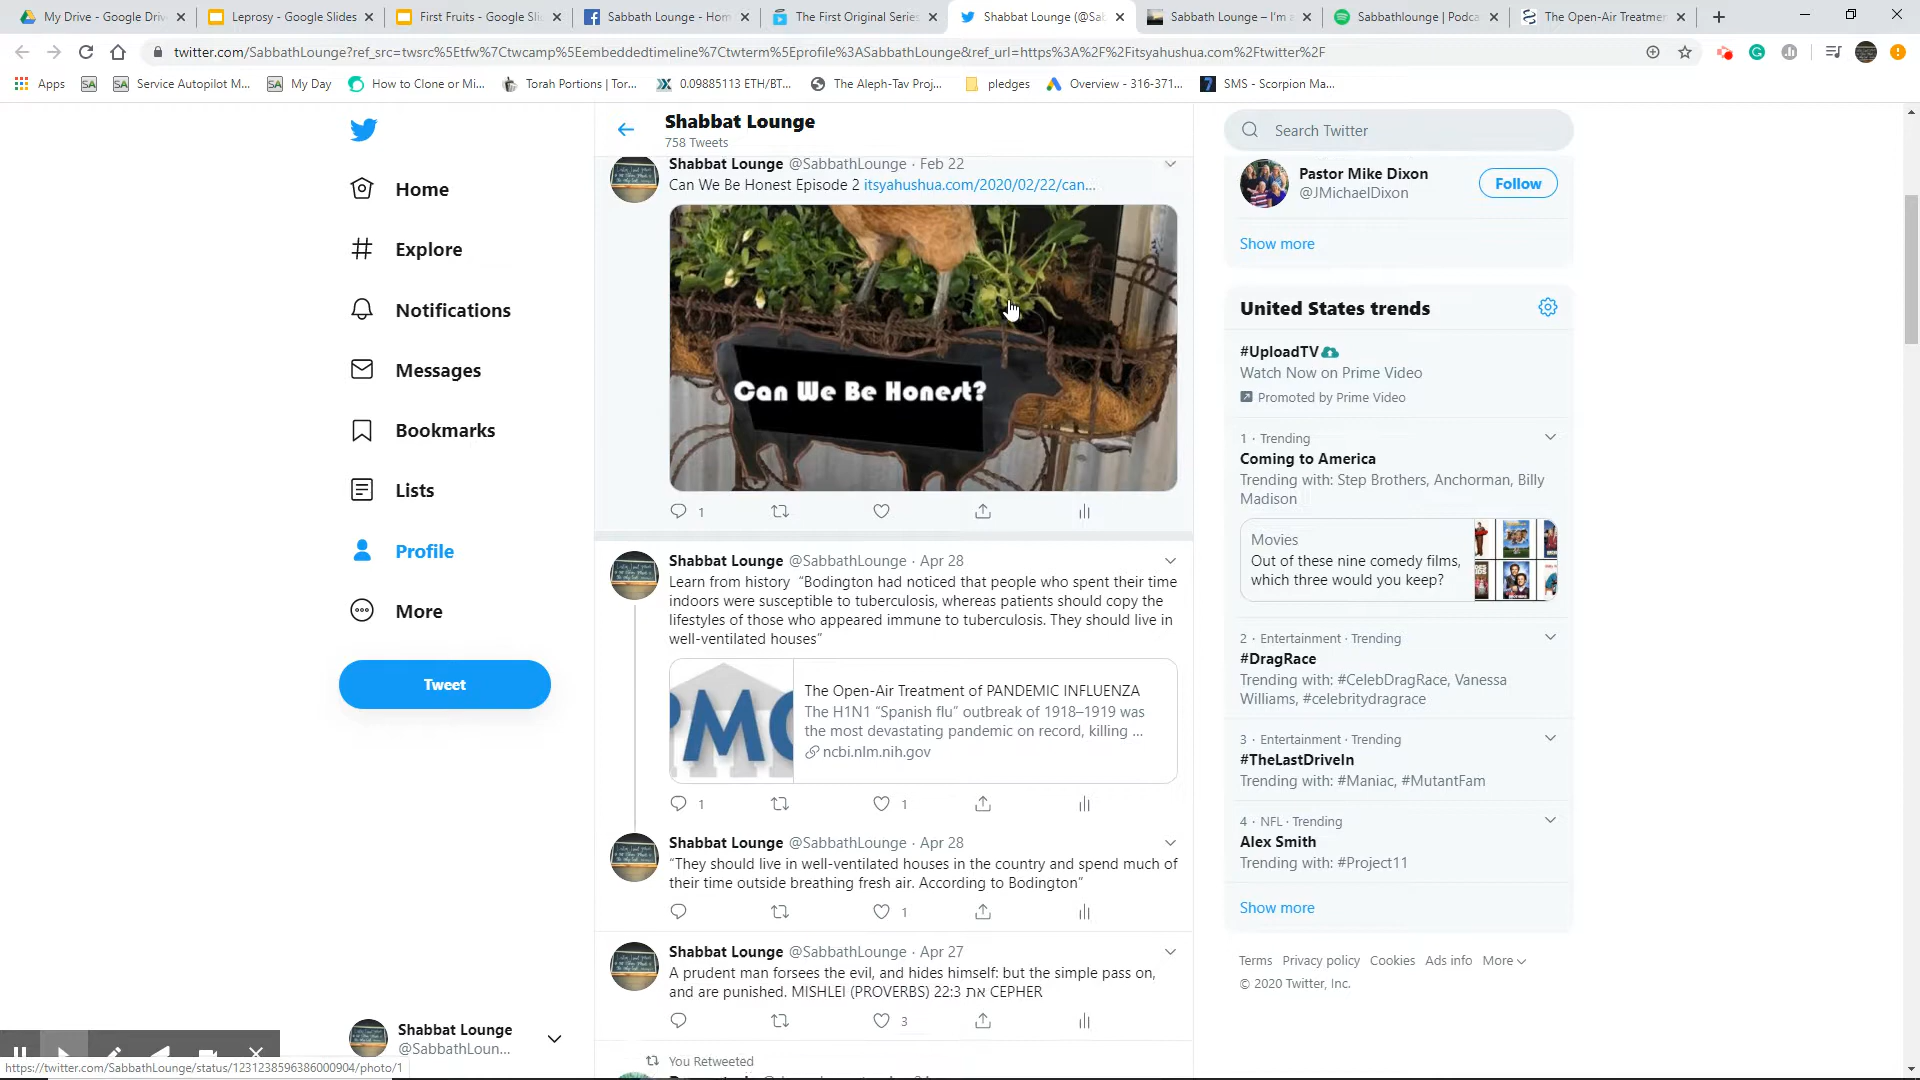 My Drive - Google Driv
Leprosy - Google Slides
First Fruits - Google Sli
Sabbath Lounge - Hom
The First Original Series
Shabbat Lounge (@Sab
Sabbath Lounge – I'm a
Sabbathlounge | Podca
The Open-Air Treatmen
twitter.com/SabbathLounge?ref_src=twsrc%5Etfw%7Ctwcamp%5Eembeddedtimeline%7Ctwterm%5Eprofile%3ASabbathLounge&ref_url=https%3A%2F%2Fitsyahushua.com%2Ftwitter%2F
Apps
SA
SA Service Autopilot M...
SA My Day
How to Clone or Mi...
Torah Portions | Tor...
0.09885113 ETH/BT...
The Aleph-Tav Proj...
pledges
Overview - 316-371...
SMS - Scorpion Ma...
Home
Explore
Notifications
Messages
Bookmarks
Lists
Profile
More
Tweet
Shabbat Lounge
@SabbathLoun...
https://twitter.com/SabbathLounge/status/1231238596386000904/photo/1
Shabbat Lounge
758 Tweets
Shabbat Lounge @SabbathLounge · Feb 22
Can We Be Honest Episode 2 itsyahushua.com/2020/02/22/can...
Can We Be Honest?
1
Shabbat Lounge @SabbathLounge · Apr 28
Learn from history “Bodington had noticed that people who spent their time
indoors were susceptible to tuberculosis, whereas patients should copy the
lifestyles of those who appeared immune to tuberculosis. They should live in
well-ventilated houses”
PMC
The Open-Air Treatment of PANDEMIC INFLUENZA
The H1N1 “Spanish flu” outbreak of 1918–1919 was
the most devastating pandemic on record, killing ...
ncbi.nlm.nih.gov
1 1
Shabbat Lounge @SabbathLounge · Apr 28
“They should live in well-ventilated houses in the country and spend much of
their time outside breathing fresh air. According to Bodington”
1
Shabbat Lounge @SabbathLounge · Apr 27
A prudent man forsees the evil, and hides himself: but the simple pass on,
and are punished. MISHLEI (PROVERBS) 22:3 את CEPHER
3
You Retweeted
Search Twitter
Pastor Mike Dixon
@JMichaelDixon
Follow
Show more
United States trends
#UploadTV
Watch Now on Prime Video
Promoted by Prime Video
1 · Trending
Coming to America
Trending with: Step Brothers, Anchorman, Billy
Madison
Movies
Out of these nine comedy films,
which three would you keep?
2 · Entertainment · Trending
#DragRace
Trending with: #CelebDragRace, Vanessa
Williams, #celebritydragrace
3 · Entertainment · Trending
#TheLastDriveIn
Trending with: #Maniac, #MutantFam
4 · NFL · Trending
Alex Smith
Trending with: #Project11
Show more
Terms Privacy policy Cookies Ads info More
© 2020 Twitter, Inc.